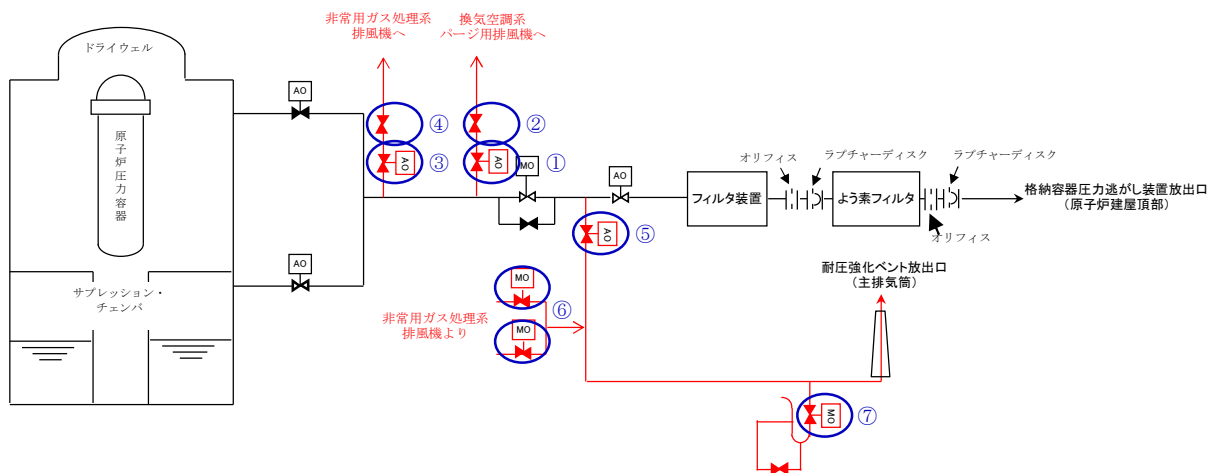 非常用ガス処理系
排風機へ
換気空調系
パージ用排風機へ
ドライウェル
AO
④
②
原子炉圧力容器
AO
③
AO
①
MO
AO
オリフィス
ラプチャーディスク
ラプチャーディスク
フィルタ装置
よう素フィルタ
格納容器圧力逃がし装置放出口
(原子炉建屋頂部)
オリフィス
AO
⑤
AO
サプレッション・
チェンバ
MO
⑥
耐圧強化ベント放出口
(主排気筒)
非常用ガス処理系
排風機より
MO
MO
⑦